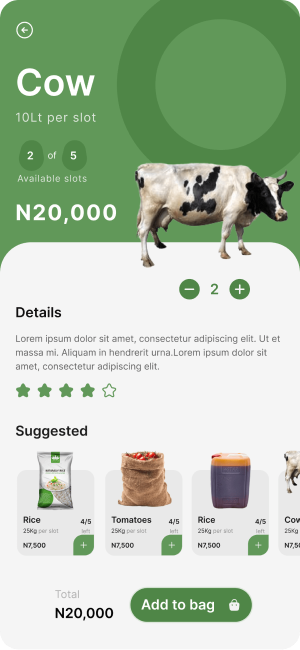 Cow
10Lt per slot
2 of 5
Available slots
N20,000
2
Details
Lorem ipsum dolor sit amet, consectetur adipiscing elit. Ut et
massa mi. Aliquam in hendrerit urna.Lorem ipsum dolor sit
amet, consectetur adipiscing elit.
Suggested
Rice 4/5
25Kg per slot left
N7,500
Tomatoes 4/5
25Kg per slot left
N7,500
Rice 4/5
25Kg per slot left
N7,500
Cow
25Kg
N7,500
Total
N20,000
Add to bag